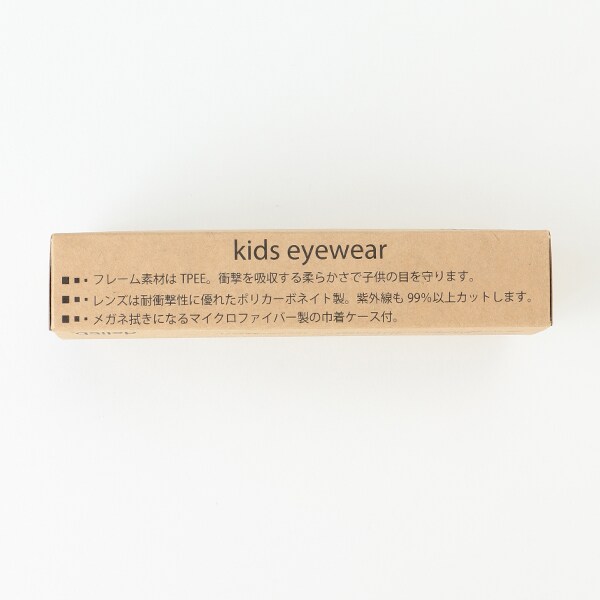 kids eyewear
■■▪フレーム素材は TPEE。衝撃を吸収する柔らかさで子供の目を守ります。
■■▪レンズは耐衝撃性に優れたポリカーボネイト製。紫外線も 99%以上カットします。
■■▪メガネ拭きになるマイクロファイバー製の巾着ケース付。